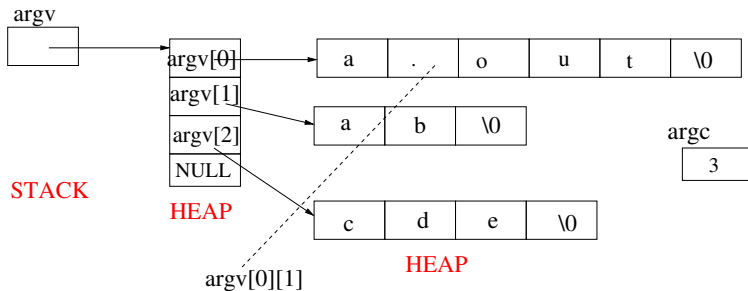 argv
argv[0]
a . o u t \0
argv[1]
a b \0
argv[2]
argc
NULL
3
STACK
HEAP
c d e \0
argv[0][1]
HEAP